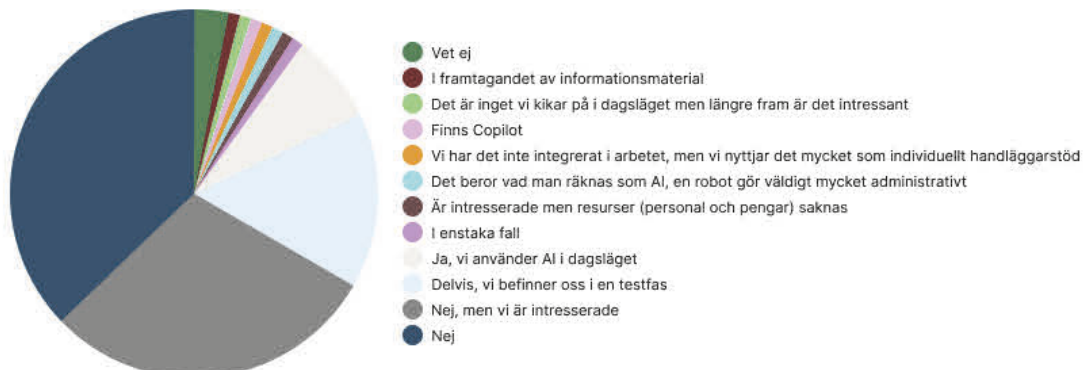 Vet ej
I framtagandet av informationsmaterial
Det är inget vi kikar på i dagsläget men längre fram är det intressant
Finns Copilot
Vi har det inte integrerat i arbetet, men vi nyttjar det mycket som individuellt handläggarstöd
Det beror vad man räknas som AI, en robot gör väldigt mycket administrativt
Är intresserade men resurser (personal och pengar) saknas
I enstaka fall
Ja, vi använder AI i dagsläget
Delvis, vi befinner oss i en testfas
Nej, men vi är intresserade
Nej